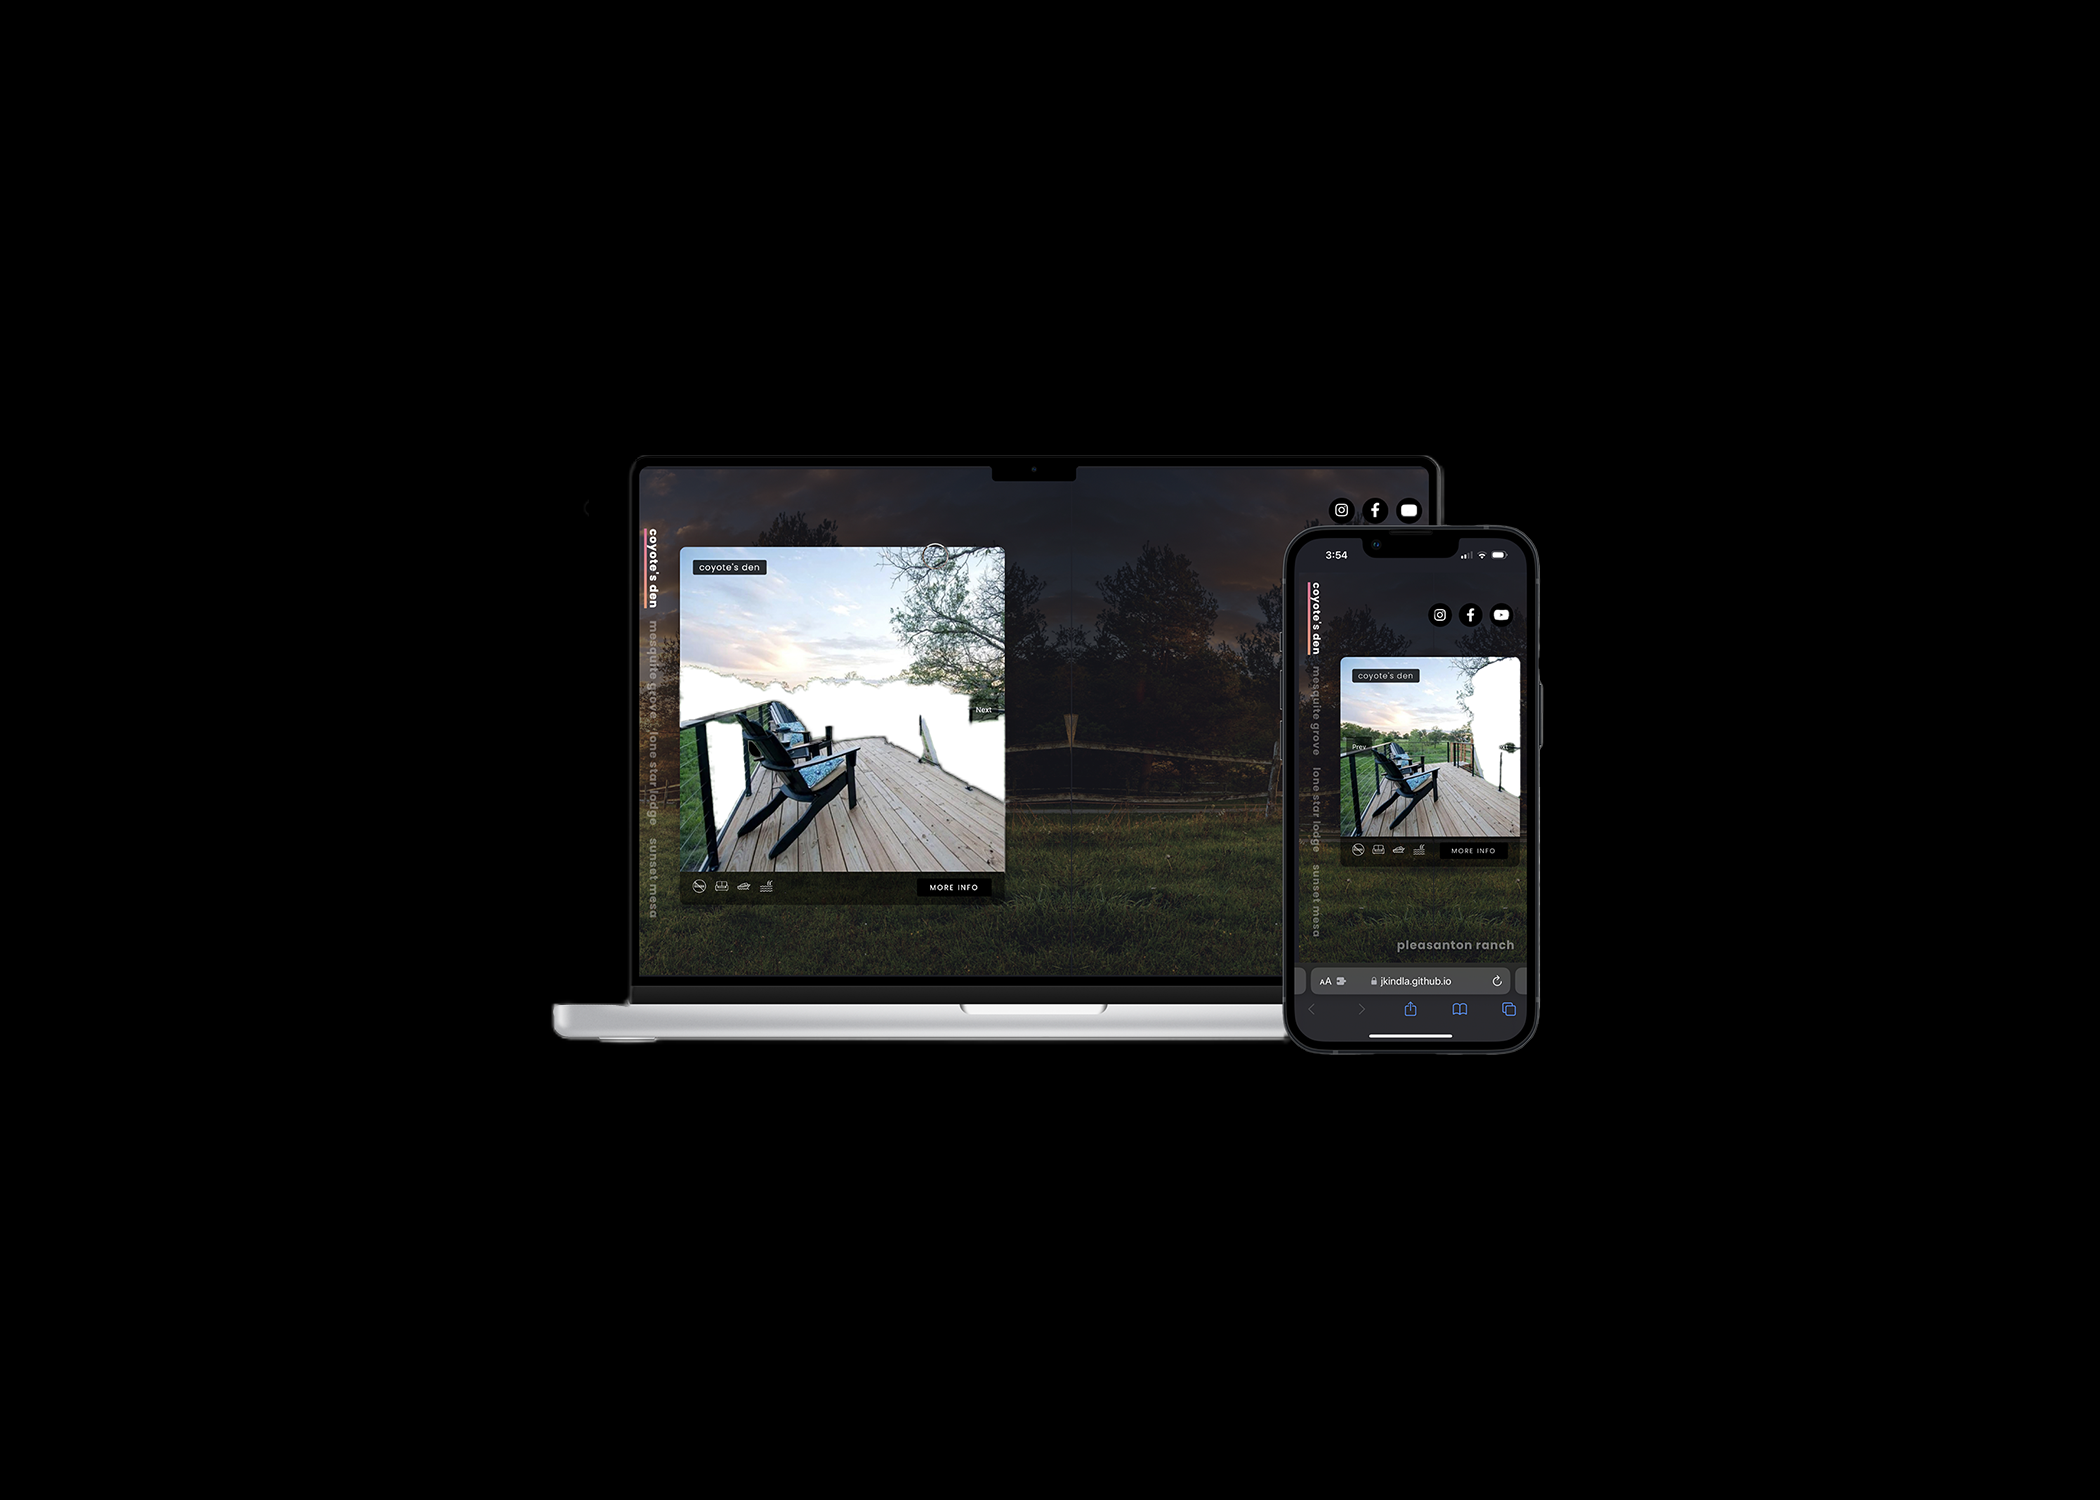 coyote's den
mesquite grove
lone star lodge
sunset mesa
coyote's den
Next
MORE INFO
3:54
coyote's den
mesquite grove
lone star lodge
sunset mesa
coyote's den
Prev
MORE INFO
pleasanton ranch
AA
jkindla.github.io